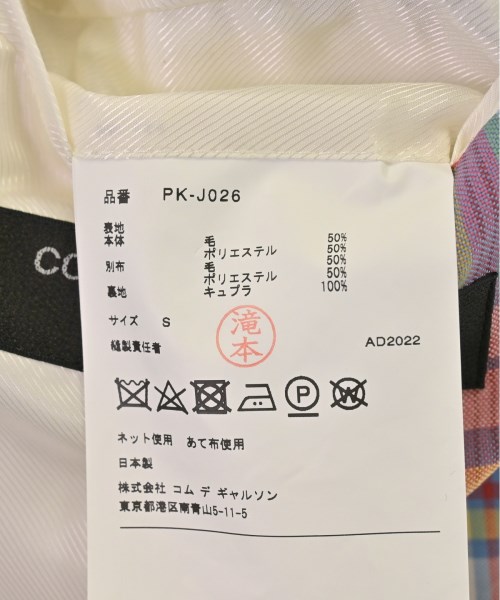 品番 PK-J026
表地
本体 毛 50%
ポリエステル 50%
別布 毛 50%
ポリエステル 50%
裏地 キュプラ 100%
サイズ S
滝本
縫製責任者 AD2022
ネット使用 あて布使用
日本製
株式会社 コム デ ギャルソン
東京都港区南青山5-11-5
CO